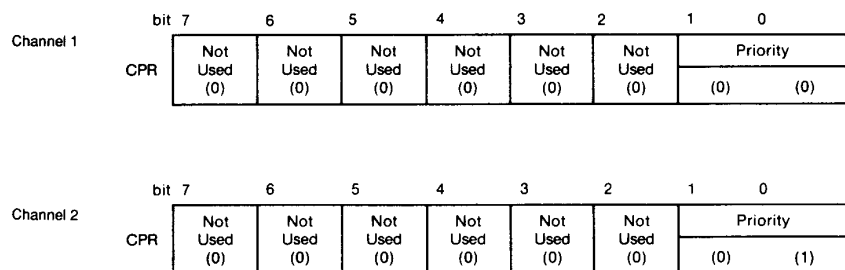 bit 7 6 5 4 3 2 1 0
Channel 1
CPR
Not Used (0) Not Used (0) Not Used (0) Not Used (0) Not Used (0) Not Used (0) Priority
(0) (0)
bit 7 6 5 4 3 2 1 0
Channel 2
CPR
Not Used (0) Not Used (0) Not Used (0) Not Used (0) Not Used (0) Not Used (0) Priority
(0) (1)